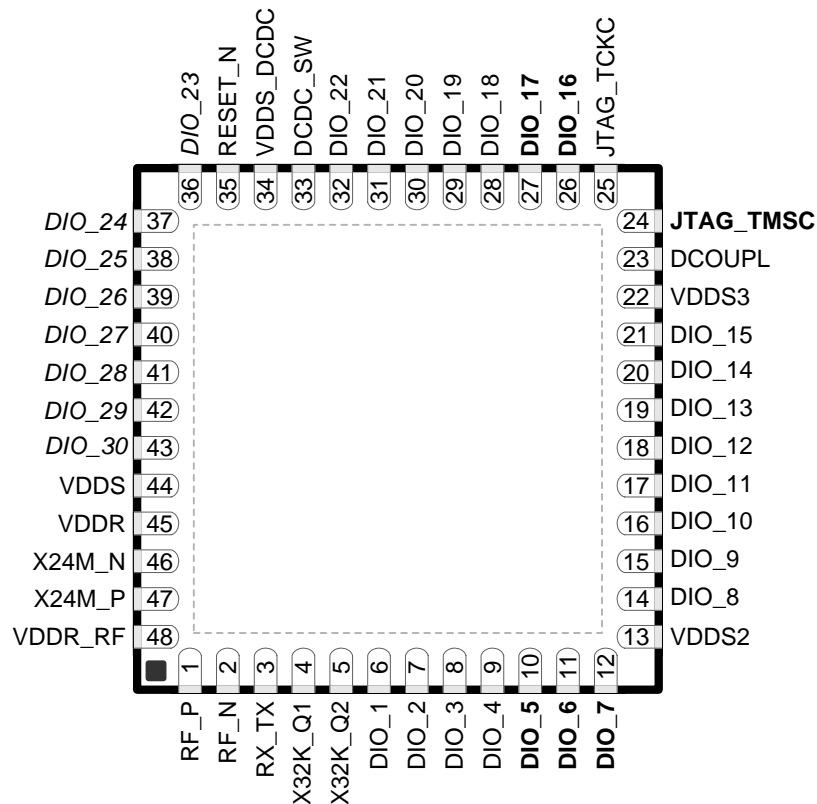 DIO_23
RESET_N
VDDS_DCDC
DCDC_SW
DIO_22
DIO_21
DIO_20
DIO_19
DIO_18
DIO_17
DIO_16
JTAG_TCKC
36
35
34
33
32
31
30
29
28
27
26
25
DIO_24 37
DIO_25 38
DIO_26 39
DIO_27 40
DIO_28 41
DIO_29 42
DIO_30 43
VDDS 44
VDDR 45
X24M_N 46
X24M_P 47
VDDR_RF 48
24 JTAG_TMSC
23 DCOUPL
22 VDDS3
21 DIO_15
20 DIO_14
19 DIO_13
18 DIO_12
17 DIO_11
16 DIO_10
15 DIO_9
14 DIO_8
13 VDDS2
1
2
3
4
5
6
7
8
9
10
11
12
RF_P
RF_N
RX_TX
X32K_Q1
X32K_Q2
DIO_1
DIO_2
DIO_3
DIO_4
DIO_5
DIO_6
DIO_7